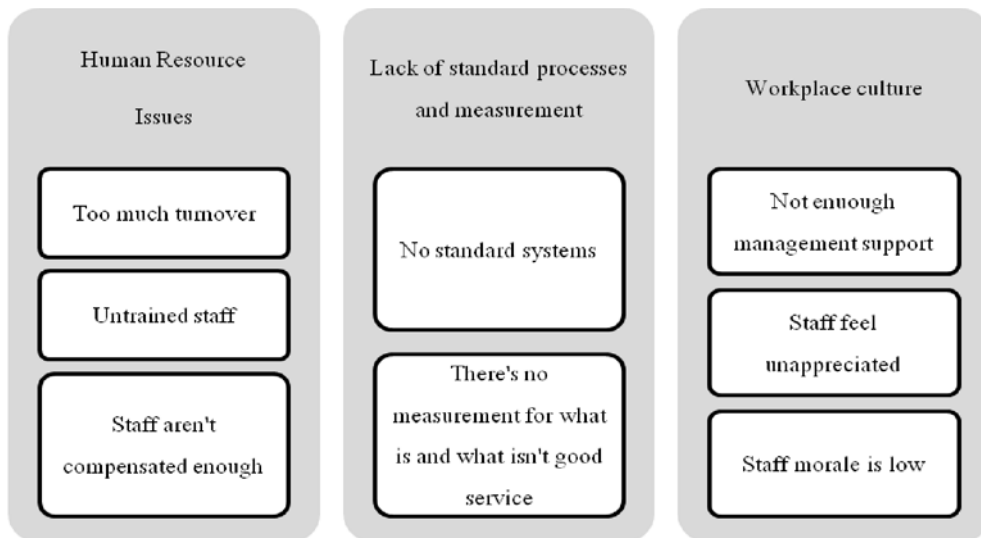 Human Resource
Issues
Too much turnover
Untrained staff
Staff aren't
compensated enough
Lack of standard processes
and measurement
No standard systems
There's no
measurement for what
is and what isn't good
service
Workplace culture
Not enuough
management support
Staff feel
unappreciated
Staff morale is low